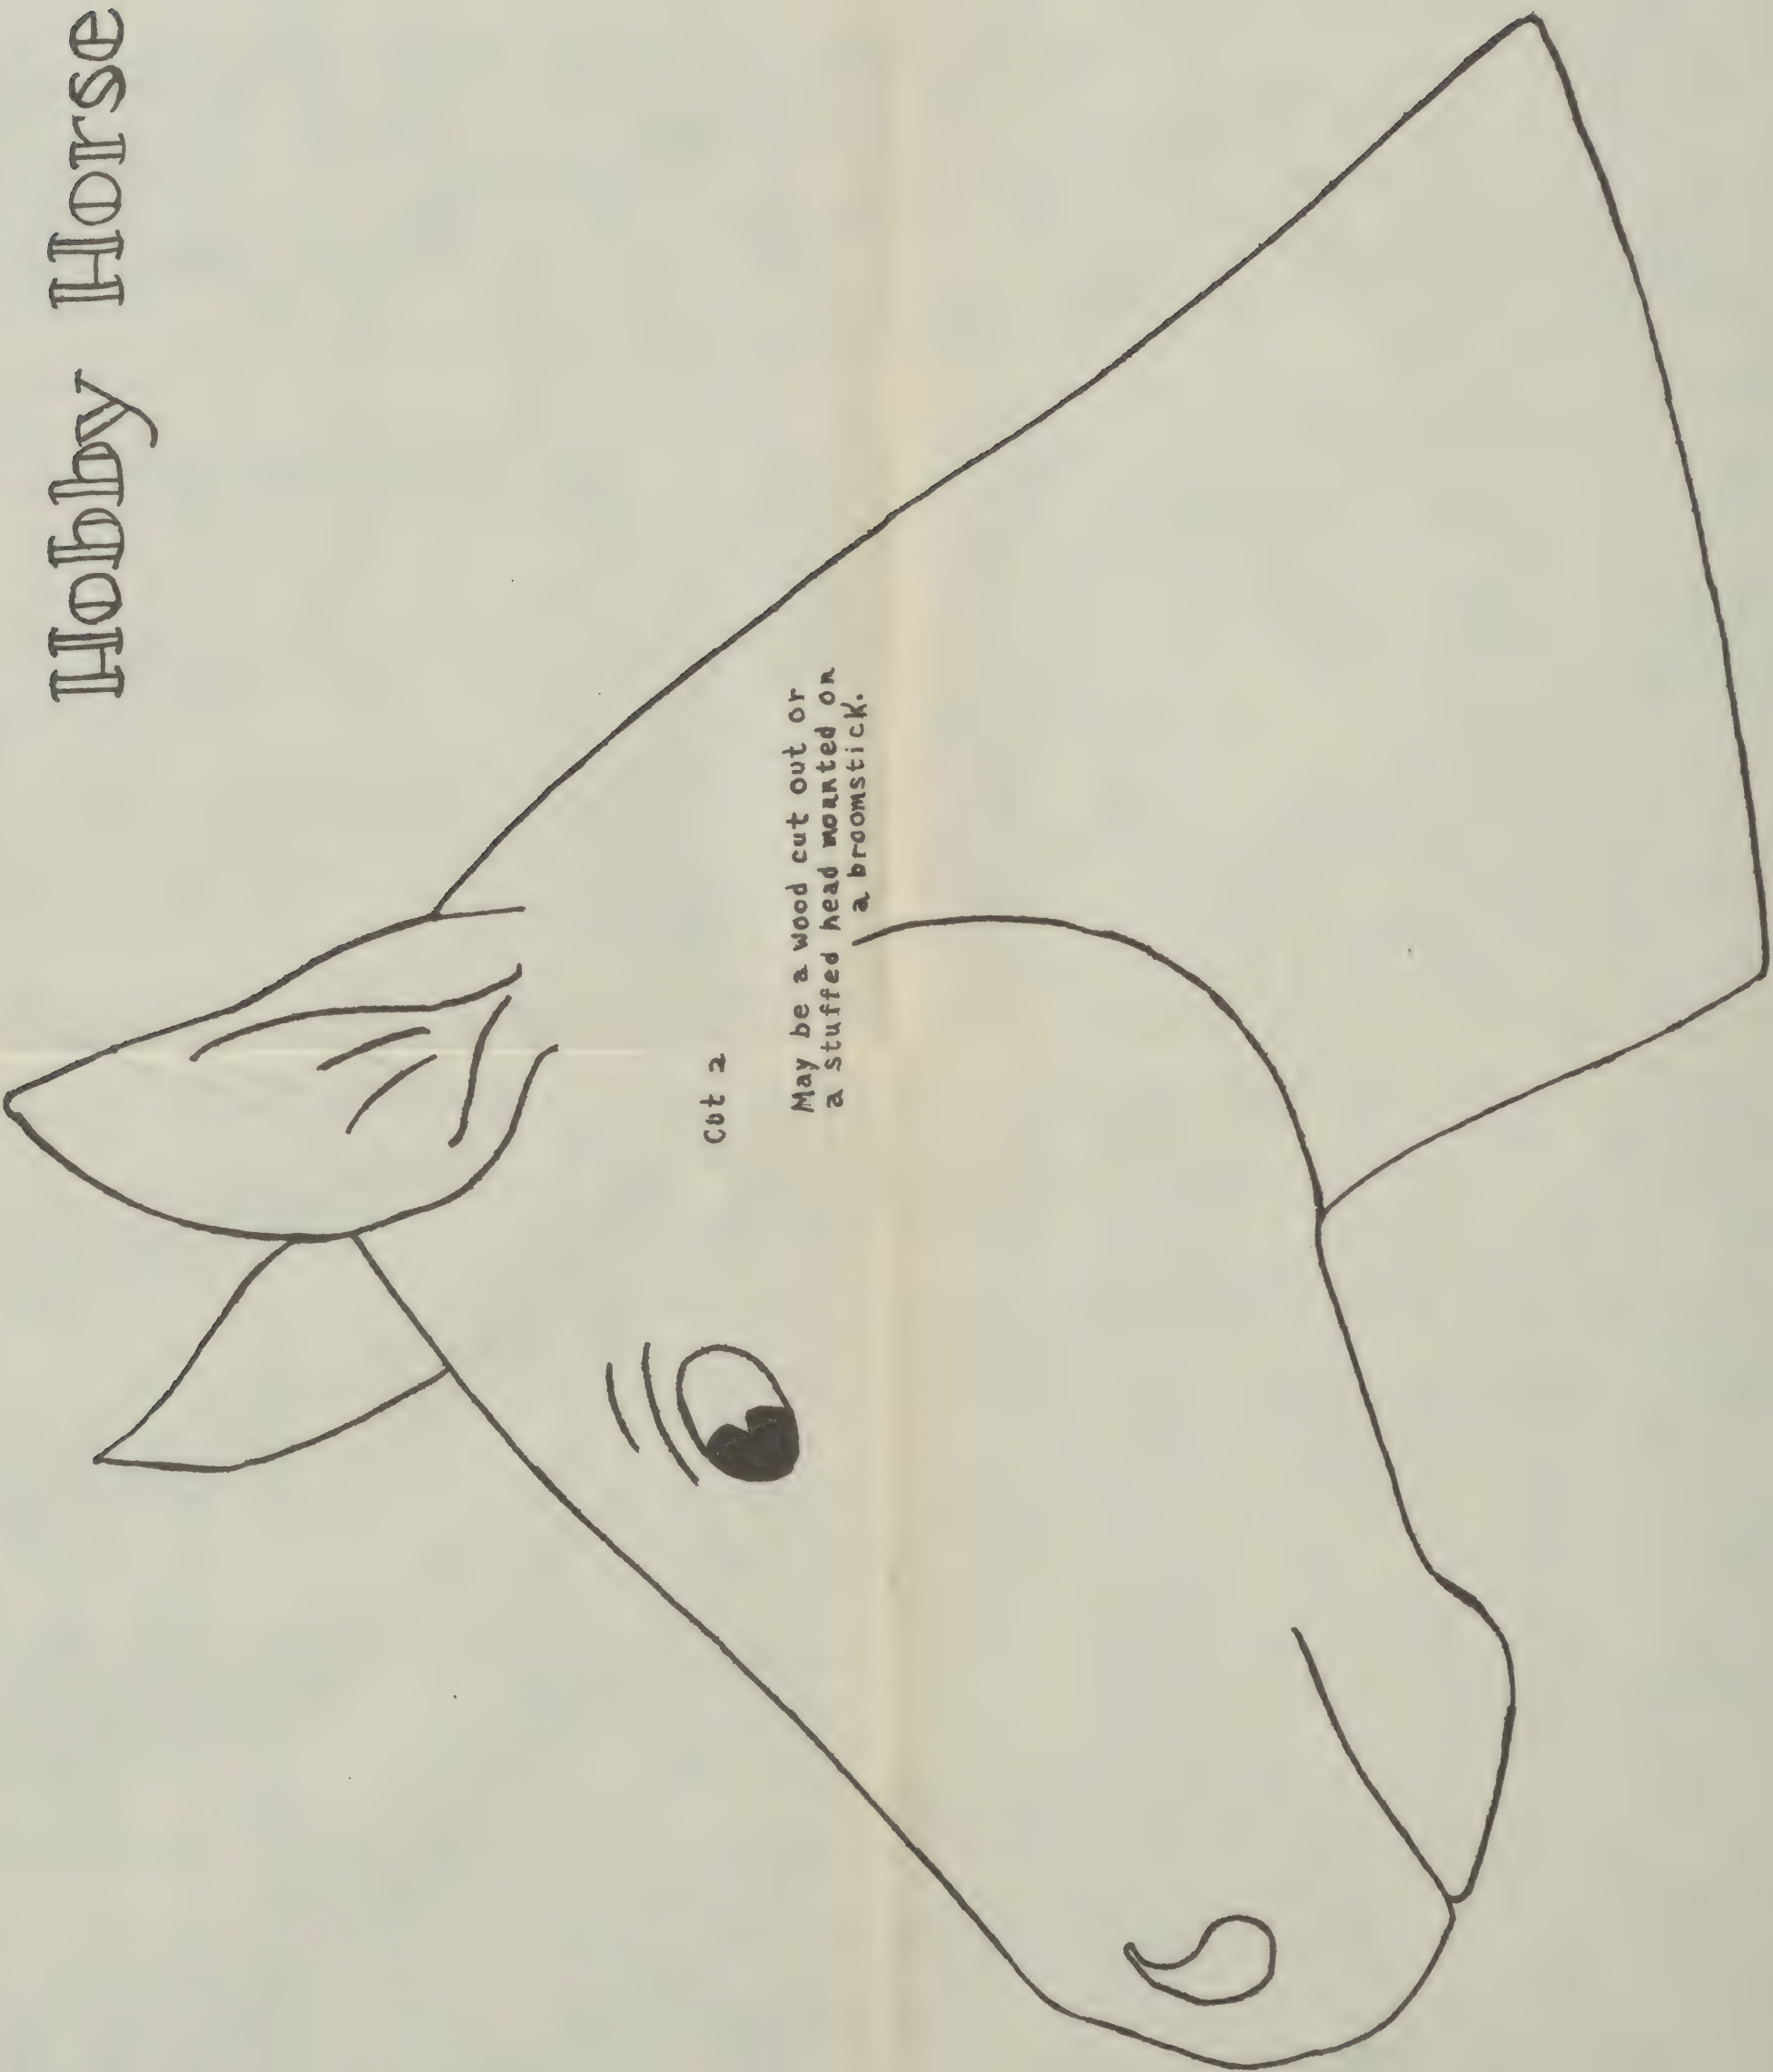 Hobby Horse
Cut 2
May be a wood cut out or
a stuffed head mounted on
a broomstick.